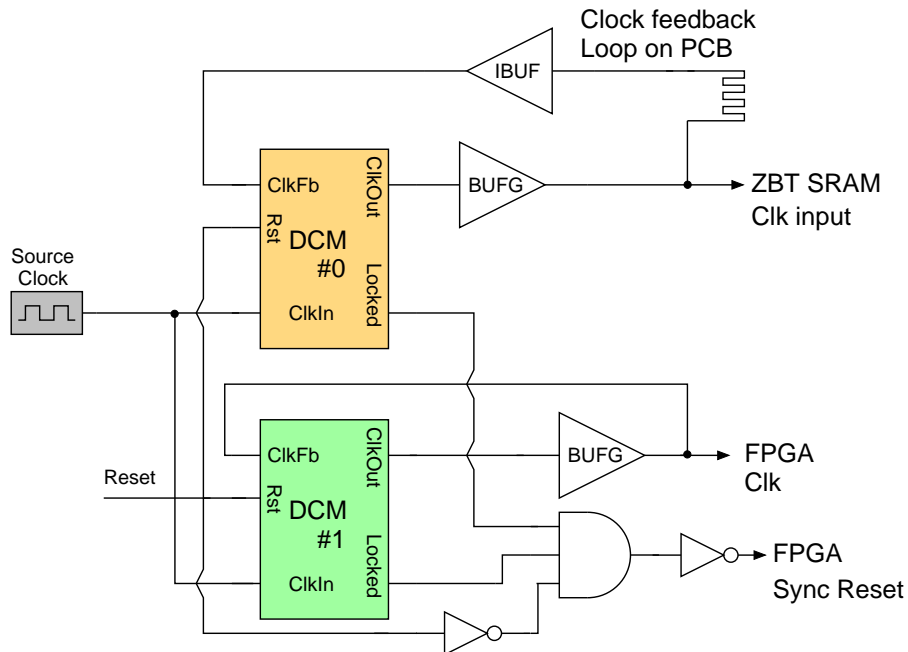 Clock feedback
Loop on PCB
IBUF
ClkFb
ClkOut
BUFG
ZBT SRAM
Clk input
Rst
DCM
#0
Source
Clock
Locked
ClkIn
ClkFb
ClkOut
BUFG
FPGA
Clk
Reset
Rst
DCM
#1
Locked
ClkIn
FPGA
Sync Reset